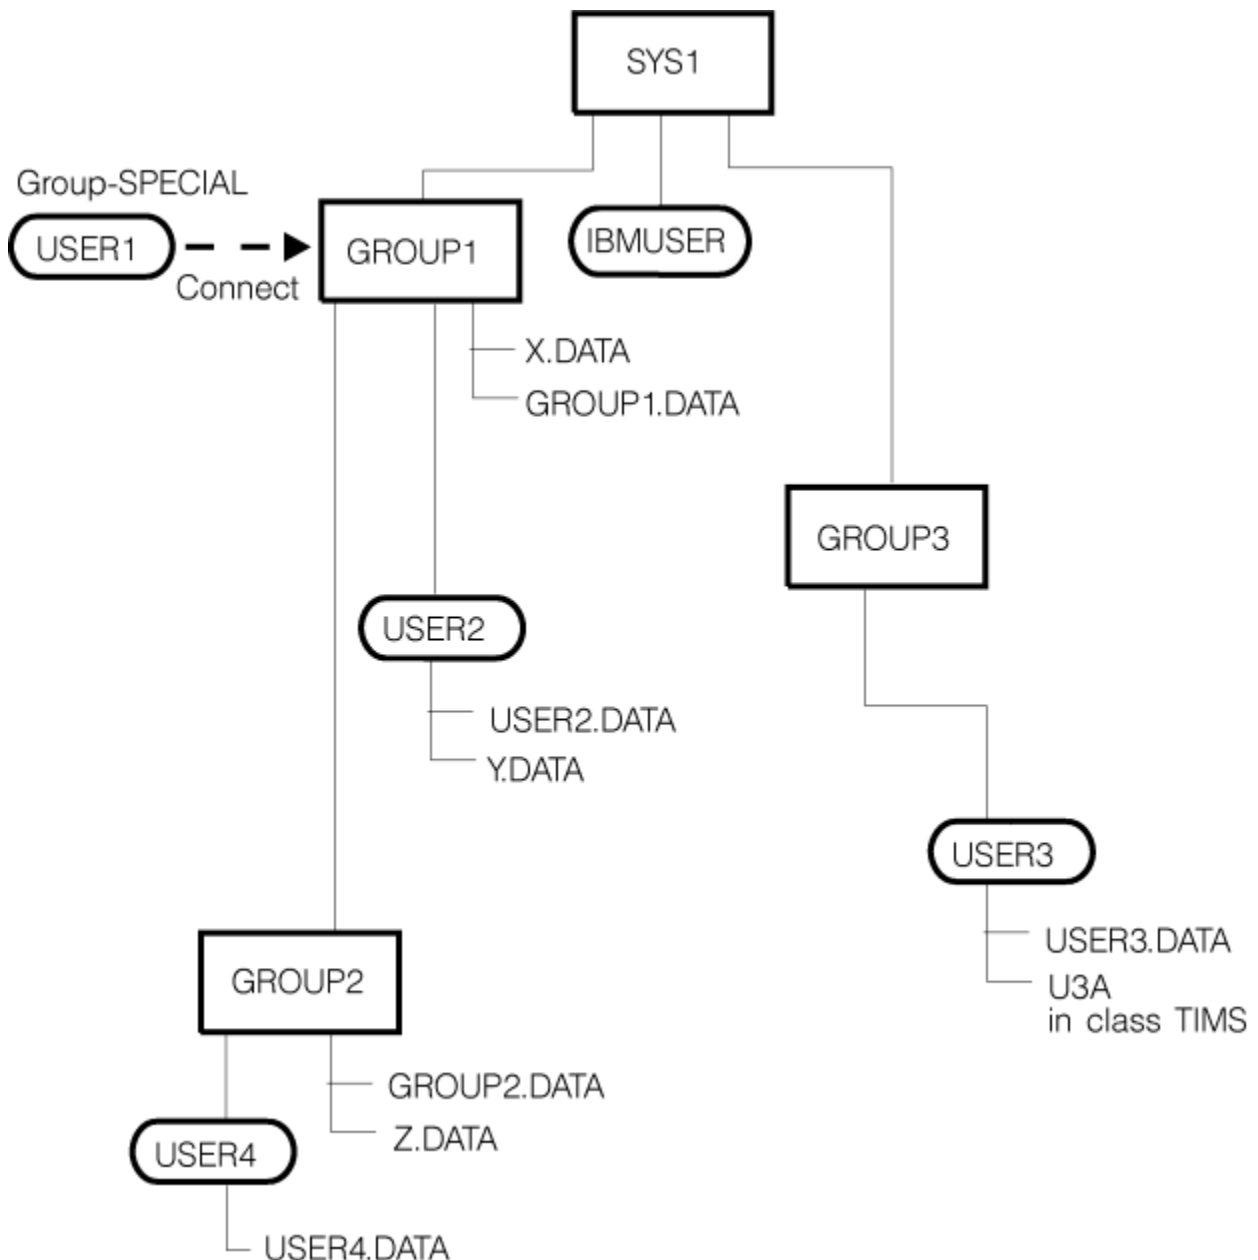 SYS1
Group-SPECIAL
USER1
Connect
GROUP1
IBMUSER
X.DATA
GROUP1.DATA
GROUP3
USER2
USER2.DATA
Y.DATA
USER3
USER3.DATA
U3A
in class TIMS
GROUP2
GROUP2.DATA
Z.DATA
USER4
USER4.DATA